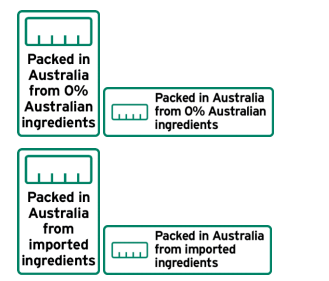 Packed in
Australia
from 0%
Australian
ingredients
Packed in Australia
from 0% Australian
ingredients
Packed in
Australia
from
imported
ingredients
Packed in Australia
from imported
ingredients